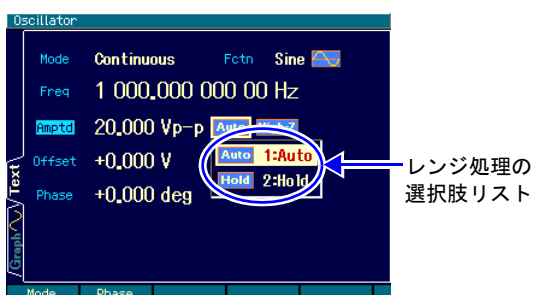 Oscillator
Mode Continuous Fctn Sine
Freq 1 000.000 000 00 Hz
Amptd 20.000 Vp-p Auto High-Z
Offset +0.000 V Auto 1:Auto
Hold 2:Hold
Phase +0.000 deg
Text
Graph
レンジ処理の
選択肢リスト
Mode Phase